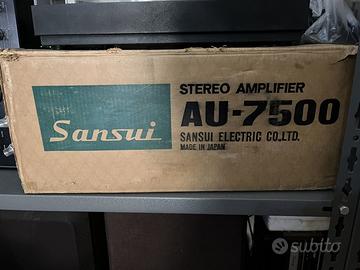 Sansui
STEREO AMPLIFIER
AU-7500
SANSUI ELECTRIC CO.,LTD.
MADE IN JAPAN
subito